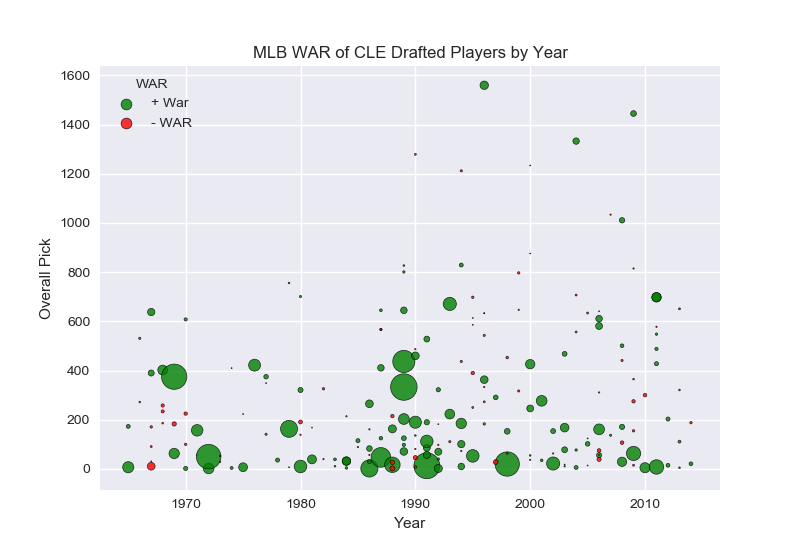 MLB WAR of CLE Drafted Players by Year
WAR
+ War
- WAR
1600
1400
1200
1000
800
600
400
200
0
Overall Pick
1970
1980
1990
2000
2010
Year